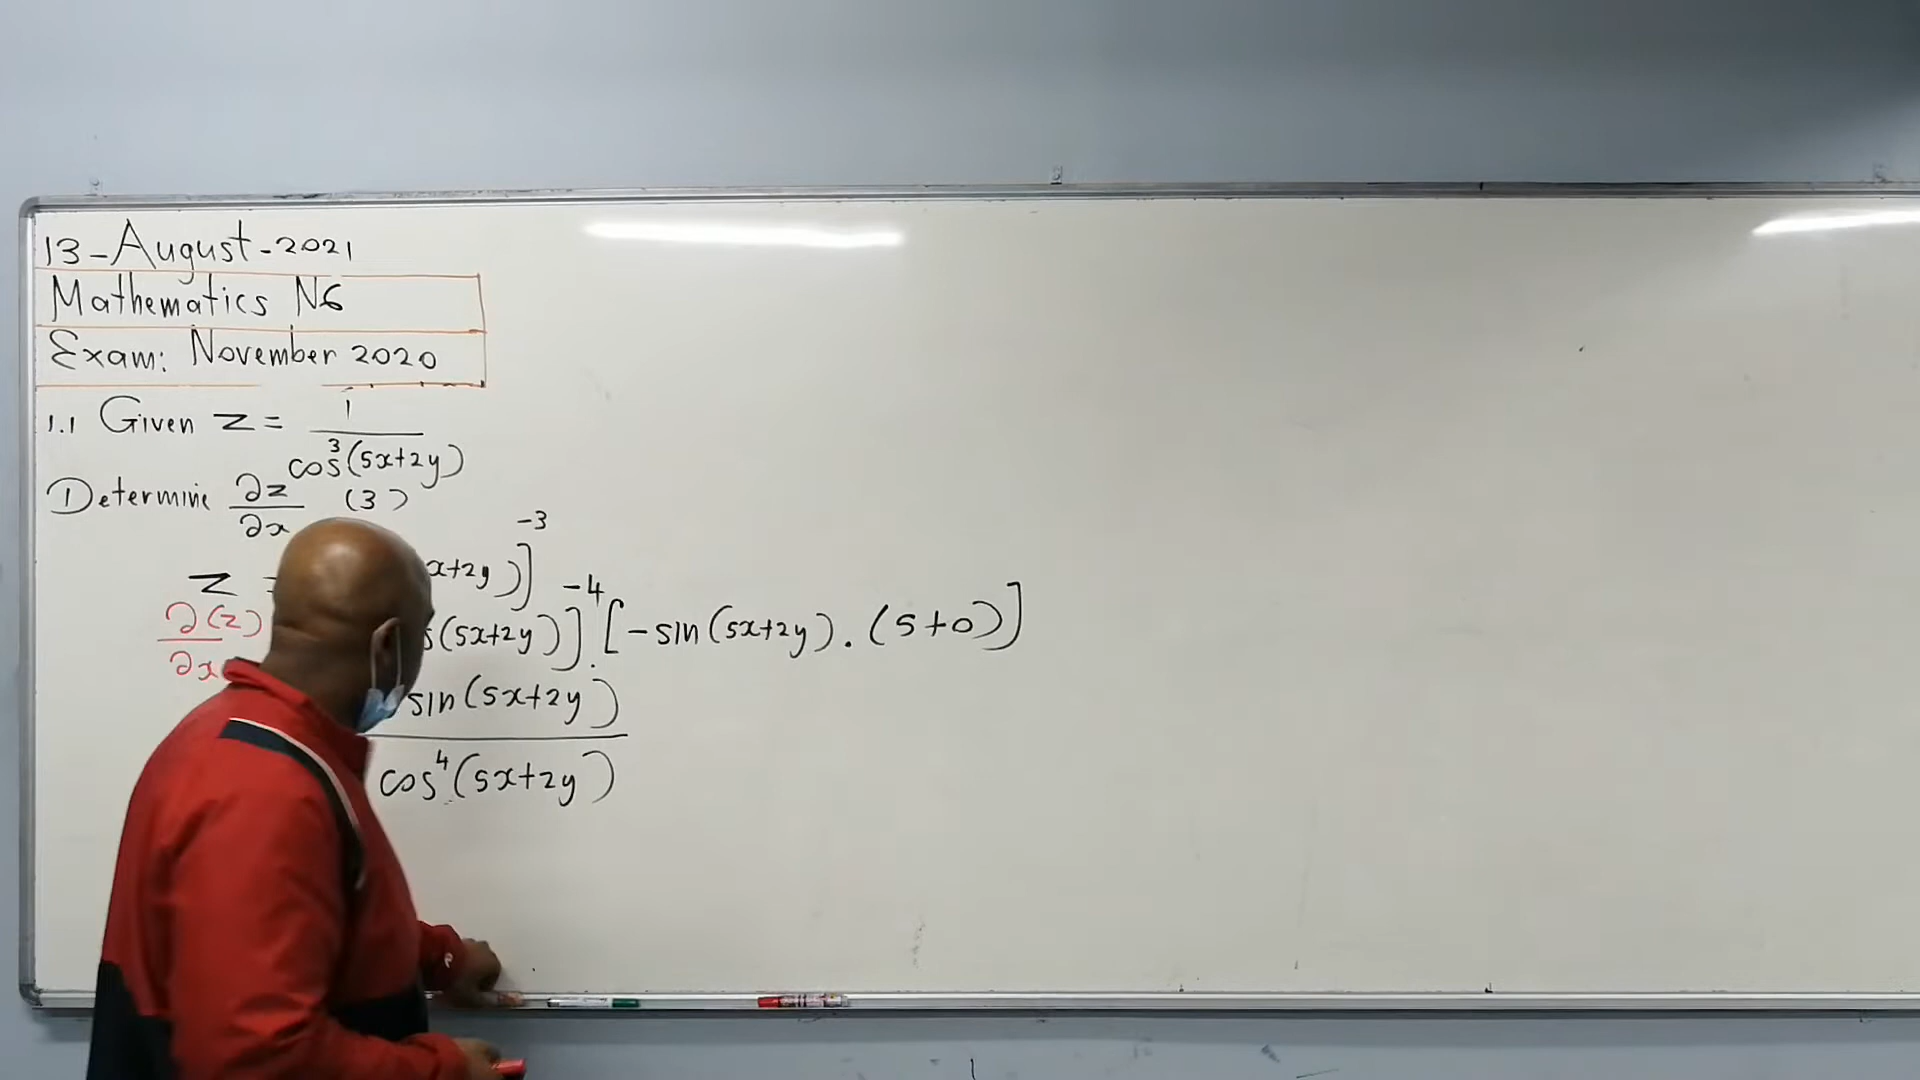 13-August-2021
Mathematics N6
Exam: November 2020
1.1 Given z = 1/cos³(5x+2y)
Determine ∂z/∂x (3)
z = x+2y)]⁻³
∂(z)/∂x (5x+2y)]⁻⁴.[-sin(5x+2y).(5+0)]
sin(5x+2y)
cos⁴(5x+2y)